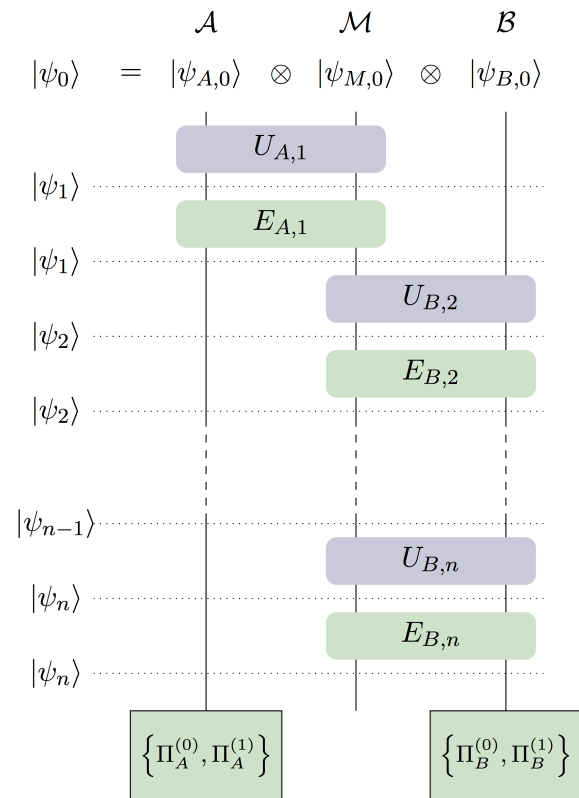 𝒜 ℳ ℬ
|ψ₀⟩ = |ψ_{A,0}⟩ ⊗ |ψ_{M,0}⟩ ⊗ |ψ_{B,0}⟩
U_{A,1}
|ψ₁⟩
E_{A,1}
|ψ₁⟩
U_{B,2}
|ψ₂⟩
E_{B,2}
|ψ₂⟩
|ψ_{n−1}⟩
U_{B,n}
|ψ_n⟩
E_{B,n}
|ψ_n⟩
{Π_A^{(0)}, Π_A^{(1)}} {Π_B^{(0)}, Π_B^{(1)}}